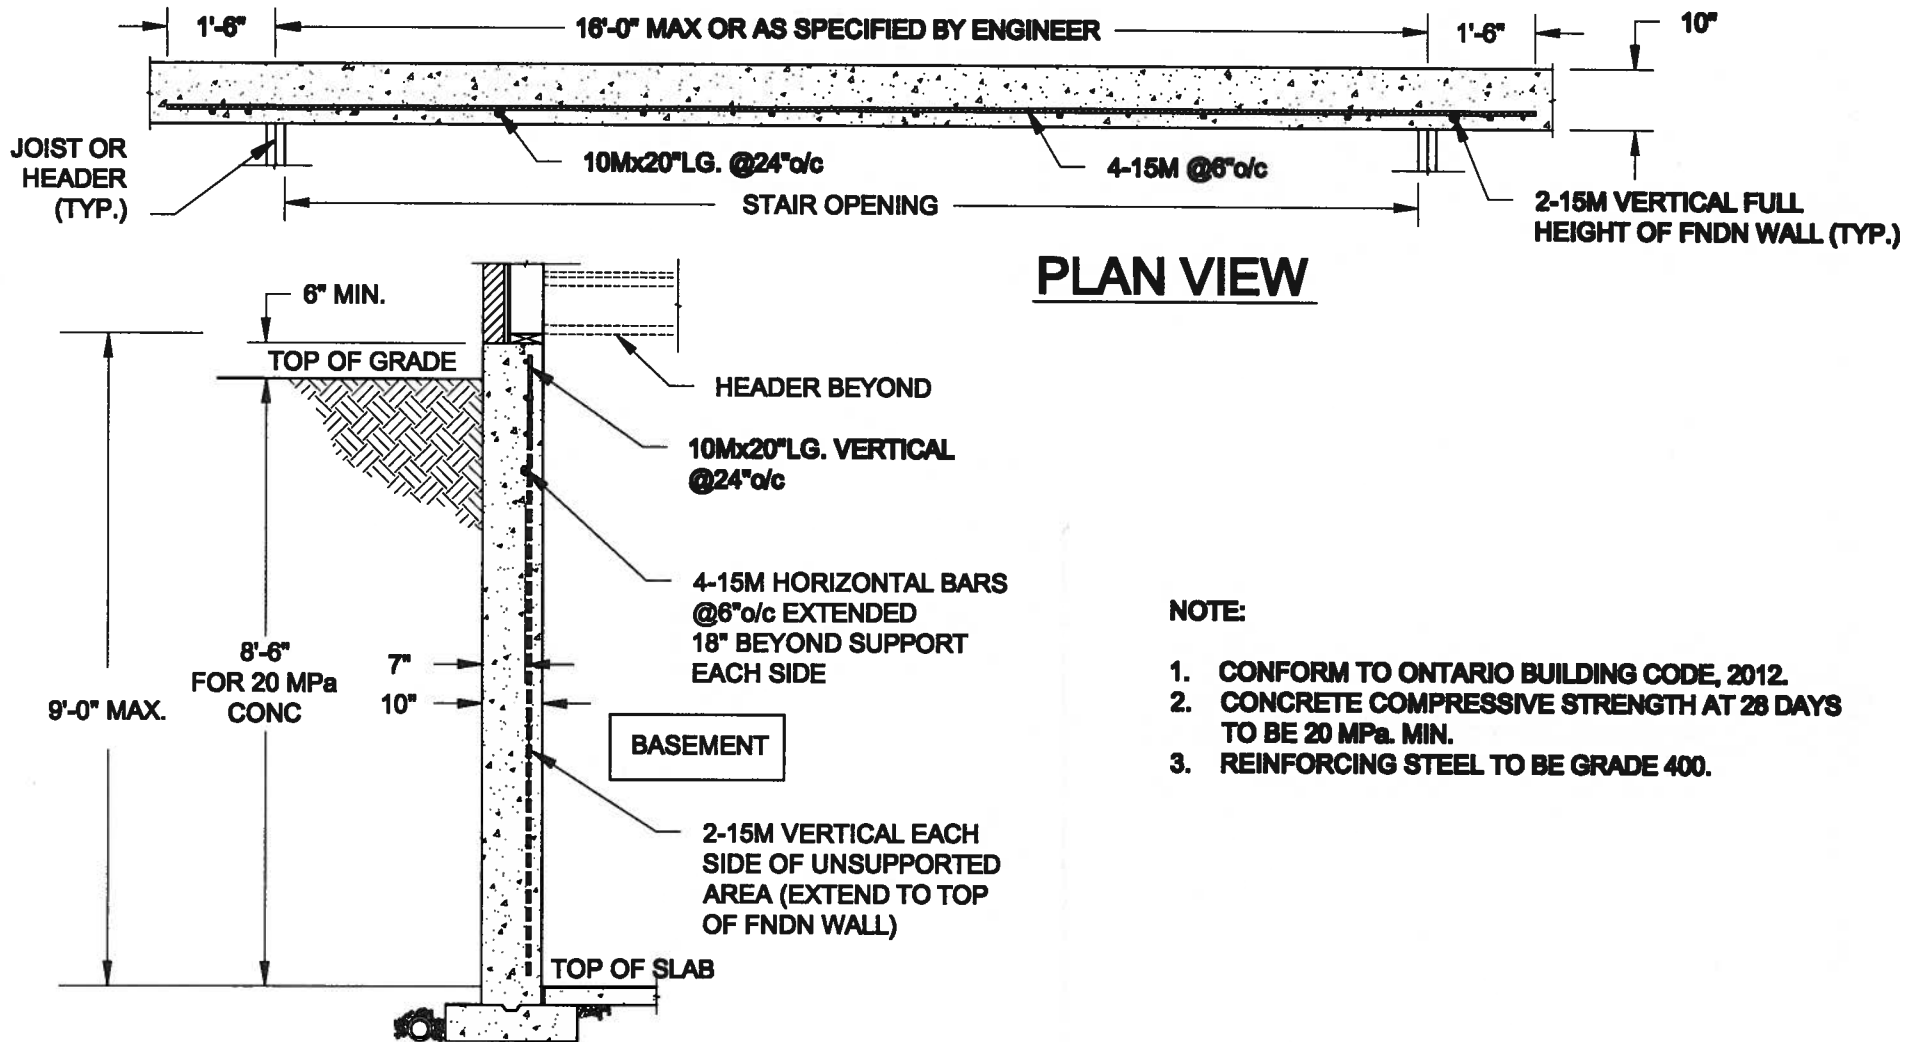 1'-6"
16'-0" MAX OR AS SPECIFIED BY ENGINEER
1'-6"
10"
JOIST OR
HEADER
(TYP.)
10Mx20"LG. @24"o/c
4-15M @6"o/c
STAIR OPENING
2-15M VERTICAL FULL
HEIGHT OF FNDN WALL (TYP.)
PLAN VIEW
6" MIN.
TOP OF GRADE
HEADER BEYOND
10Mx20"LG. VERTICAL
@24"o/c
4-15M HORIZONTAL BARS
@6"o/c EXTENDED
18" BEYOND SUPPORT
EACH SIDE
8'-6"
FOR 20 MPa
CONC
9'-0" MAX.
7"
10"
BASEMENT
2-15M VERTICAL EACH
SIDE OF UNSUPPORTED
AREA (EXTEND TO TOP
OF FNDN WALL)
TOP OF SLAB
NOTE:
1. CONFORM TO ONTARIO BUILDING CODE, 2012.
2. CONCRETE COMPRESSIVE STRENGTH AT 28 DAYS
TO BE 20 MPa. MIN.
3. REINFORCING STEEL TO BE GRADE 400.